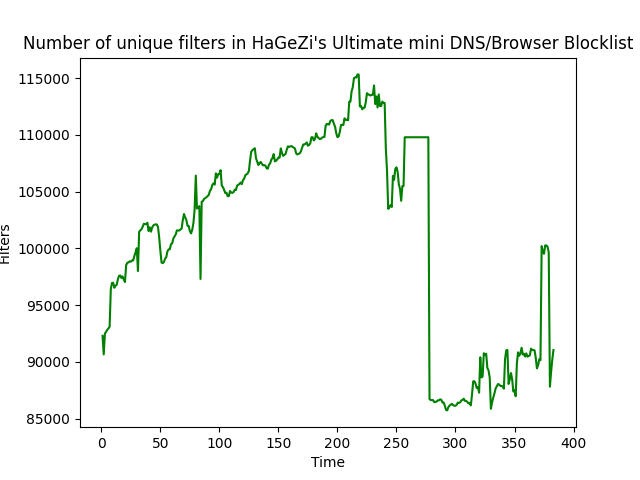 Number of unique filters in HaGeZi's Ultimate mini DNS/Browser Blocklist
115000
110000
105000
100000
95000
90000
85000
Filters
0 50 100 150 200 250 300 350 400
Time